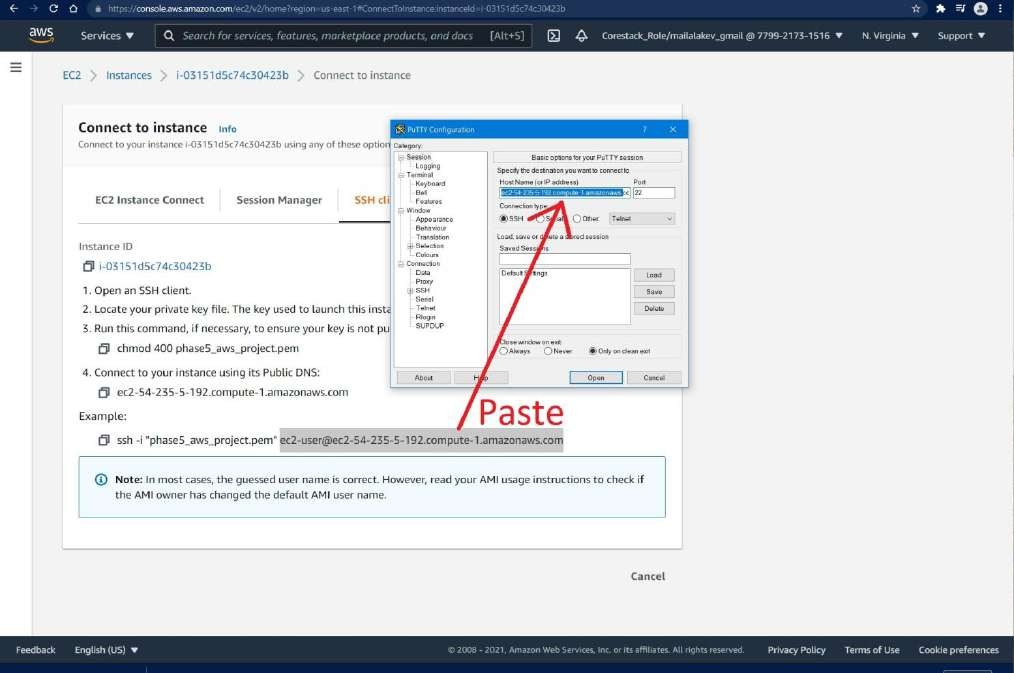 https://console.aws.amazon.com/ec2/v2/home?region=us-east-1#ConnectToInstance:instanceId=i-03151d5c74c30423b
aws
Services
Search for services, features, marketplace products, and docs [Alt+S]
Corestack_Role/mailalakev_gmail @ 7799-2173-1516
N. Virginia
Support
EC2
Instances
i-03151d5c74c30423b
Connect to instance
Connect to instance Info
Connect to your instance i-03151d5c74c30423b using any of these option
EC2 Instance Connect
Session Manager
SSH cli
Instance ID
i-03151d5c74c30423b
1. Open an SSH client.
2. Locate your private key file. The key used to launch this insta
3. Run this command, if necessary, to ensure your key is not pu
chmod 400 phase5_aws_project.pem
4. Connect to your instance using its Public DNS:
ec2-54-235-5-192.compute-1.amazonaws.com
Example:
ssh -i "phase5_aws_project.pem" ec2-user@ec2-54-235-5-192.compute-1.amazonaws.com
Note: In most cases, the guessed user name is correct. However, read your AMI usage instructions to check if
the AMI owner has changed the default AMI user name.
Cancel
PuTTY Configuration
? ×
Category:
Session
Logging
Terminal
Keyboard
Bell
Features
Window
Appearance
Behaviour
Translation
Selection
Colours
Connection
Data
Proxy
SSH
Serial
Telnet
Rlogin
SUPDUP
Basic options for your PuTTY session
Specify the destination you want to connect to
Host Name (or IP address)
Port
ec2-54-235-5-192.compute-1.amazonaws.cc
22
Connection type:
SSH
Serial
Other:
Telnet
Load, save or delete a stored session
Saved Sessions
Default Settings
Load
Save
Delete
Close window on exit:
Always
Never
Only on clean exit
About
Help
Open
Cancel
Paste
Feedback
English (US)
© 2008 - 2021, Amazon Web Services, Inc. or its affiliates. All rights reserved.
Privacy Policy
Terms of Use
Cookie preferences